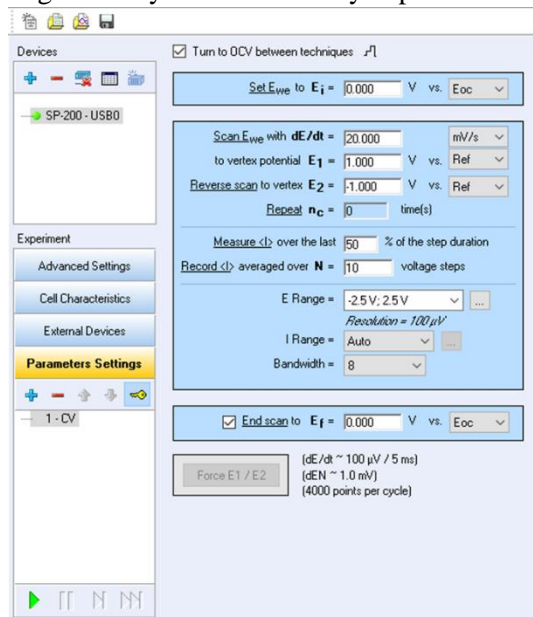 Devices
SP-200 - USB0
Experiment
Advanced Settings
Cell Characteristics
External Devices
Parameters Settings
1 - CV
Turn to OCV between techniques
Set EWE to Ei = 0.000 V vs. Eoc
Scan EWE with dE/dt = 20.000 mV/s
to vertex potential E1 = 1.000 V vs. Ref
Reverse scan to vertex E2 = -1.000 V vs. Ref
Repeat nc = 0 time(s)
Measure <I> over the last 50 % of the step duration
Record <I> averaged over N = 10 voltage steps
E Range = -2.5 V; 2.5 V ...
Resolution = 100 µV
I Range = Auto ...
Bandwidth = 8
End scan to Ef = 0.000 V vs. Eoc
Force E1 / E2
(dE/dt ~ 100 µV / 5 ms)
(dEN ~ 1.0 mV)
(4000 points per cycle)